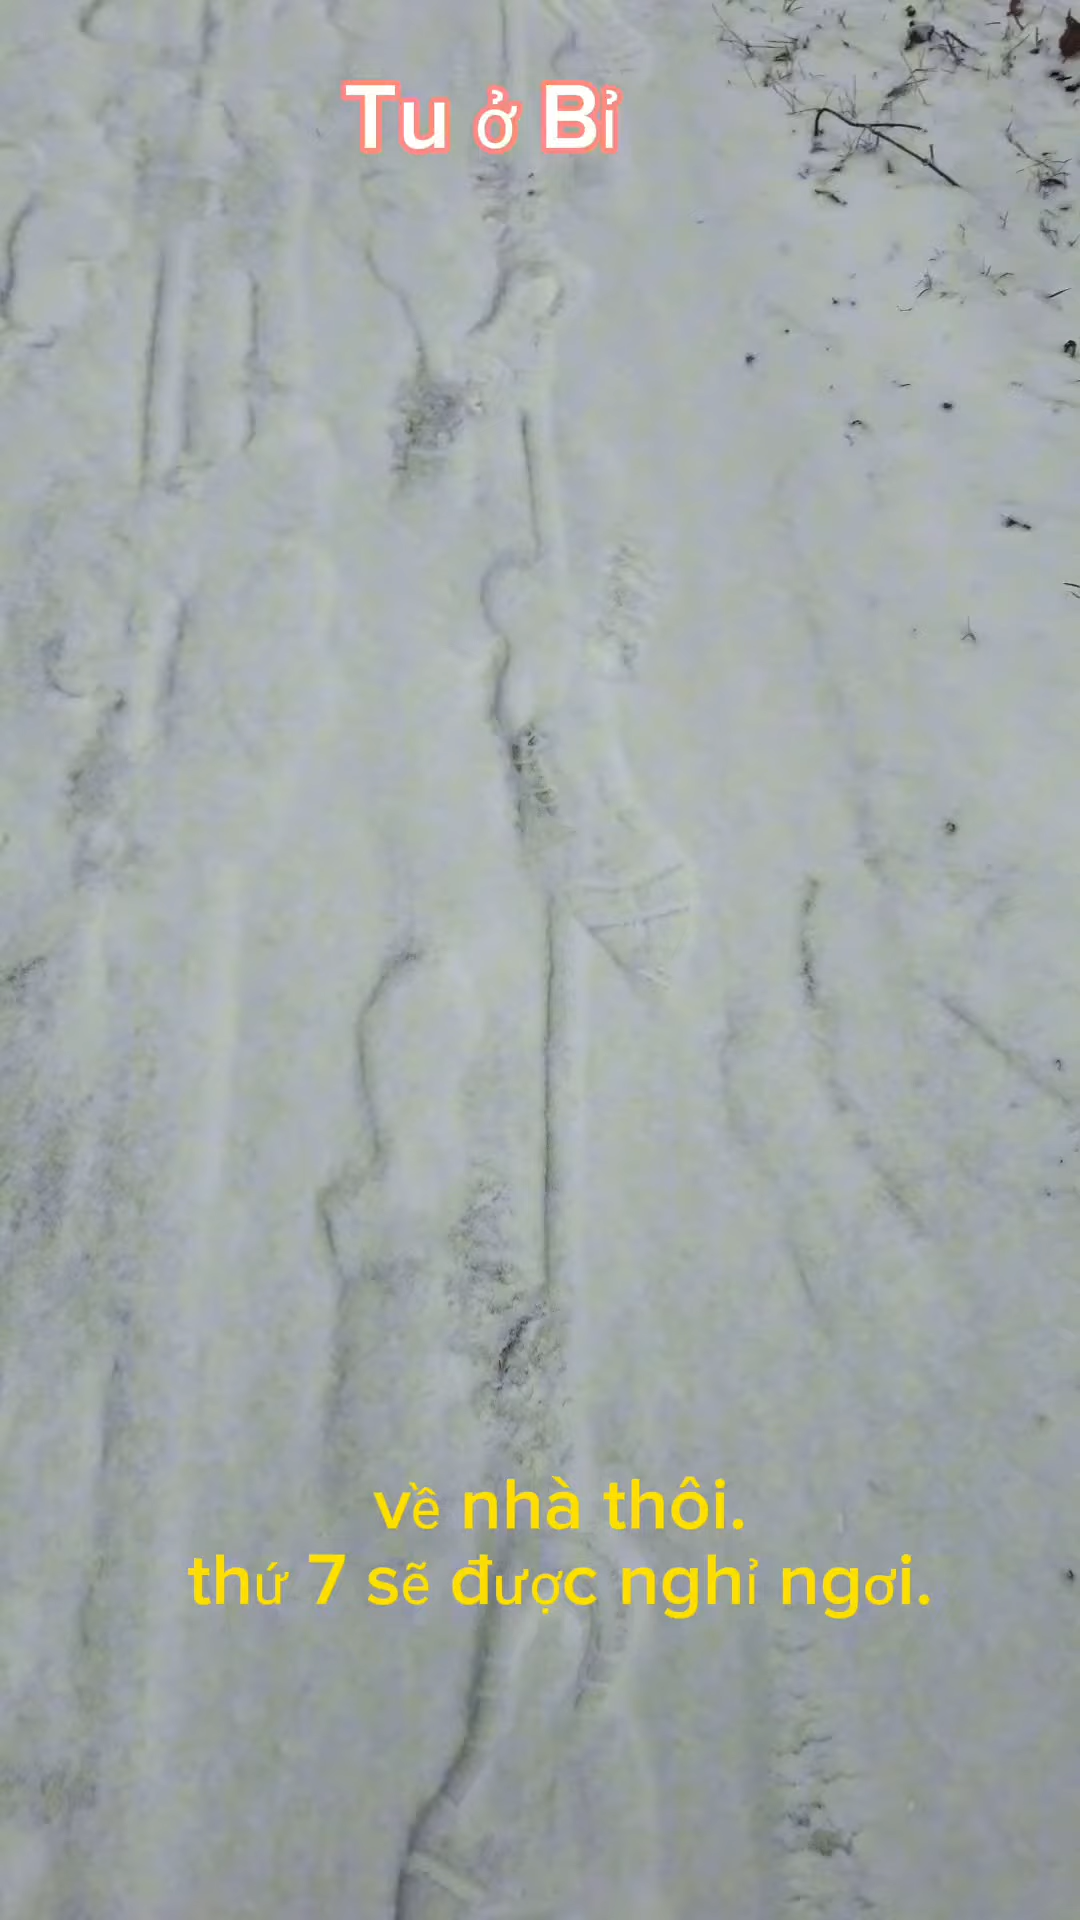 Tu ở Bỉ
về nhà thôi.
thứ 7 sẽ được nghỉ ngơi.